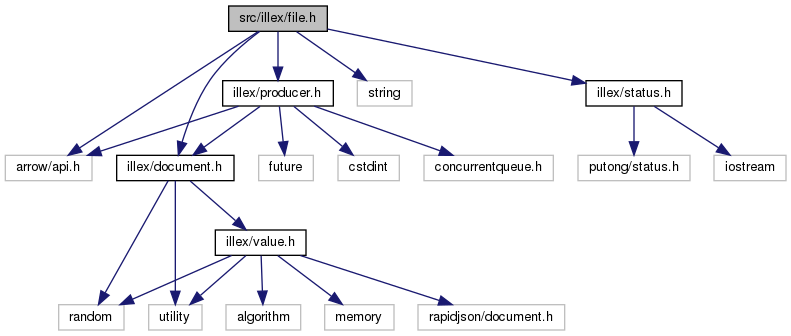 src/illex/file.h
illex/producer.h
string
illex/status.h
arrow/api.h
illex/document.h
future
cstdint
concurrentqueue.h
putong/status.h
iostream
illex/value.h
random
utility
algorithm
memory
rapidjson/document.h